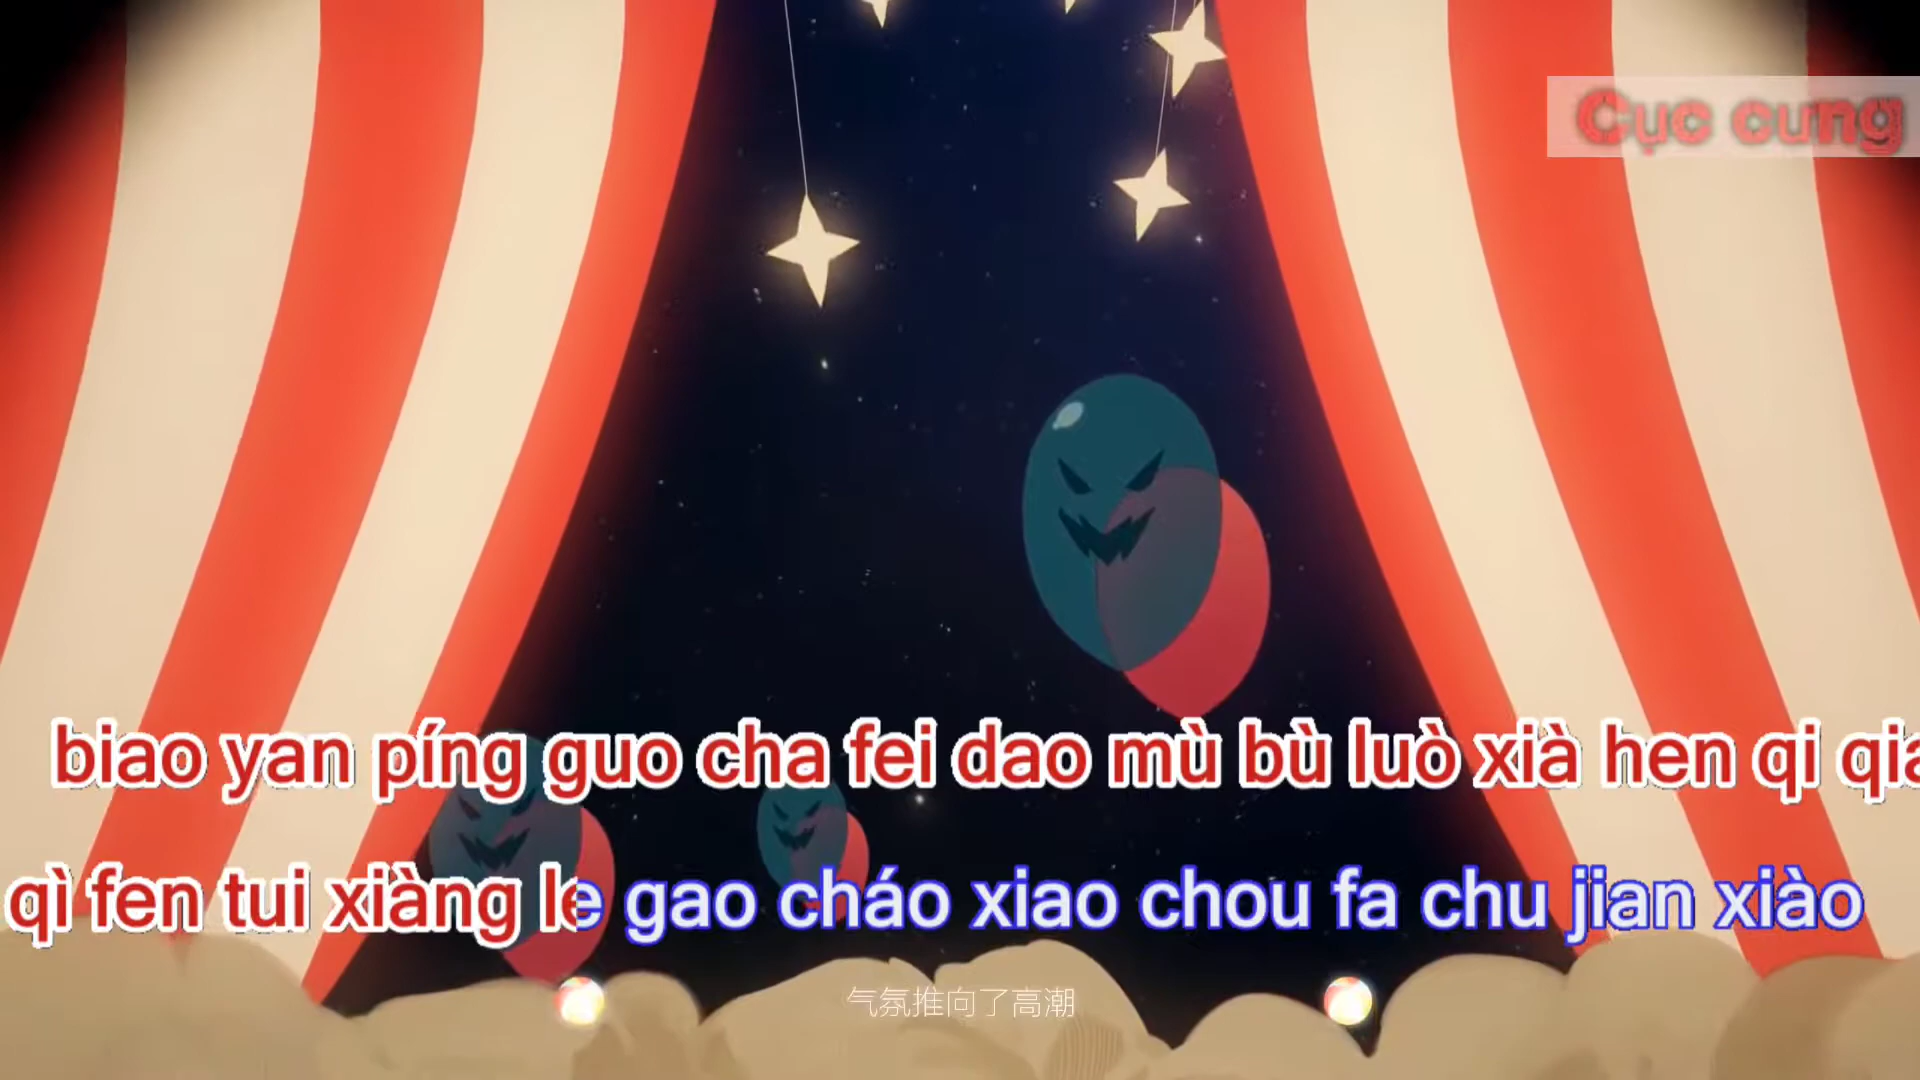 Cục cưng
biao yan píng guo cha fei dao mù bù luò xià hen qi qia
qì fen tui xiàng le gao cháo xiao chou fa chu jian xiào
气氛推向了高潮